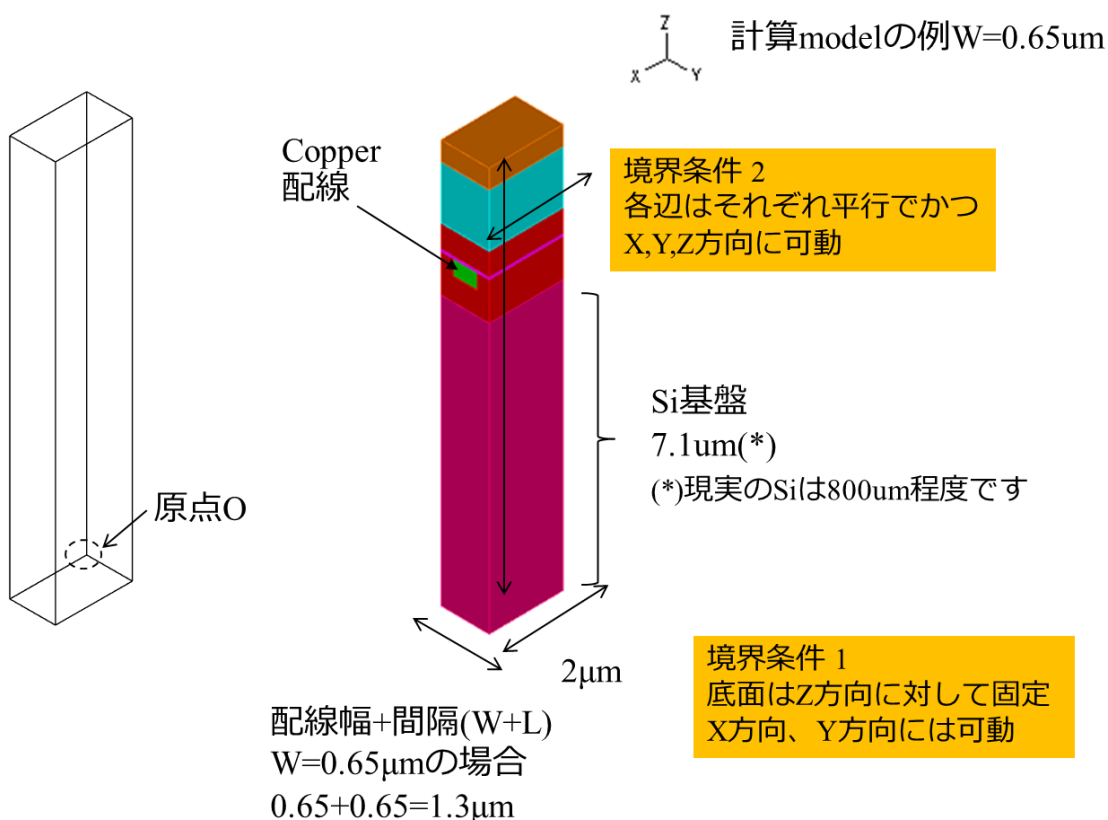 計算modelの例W=0.65um
Z
X
Y
Copper
配線
境界条件 2
各辺はそれぞれ平行でかつ
X,Y,Z方向に可動
Si基盤
7.1um(*)
(*)現実のSiは800um程度です
原点O
2μm
境界条件 1
底面はZ方向に対して固定
X方向、Y方向には可動
配線幅+間隔(W+L)
W=0.65μmの場合
0.65+0.65=1.3μm